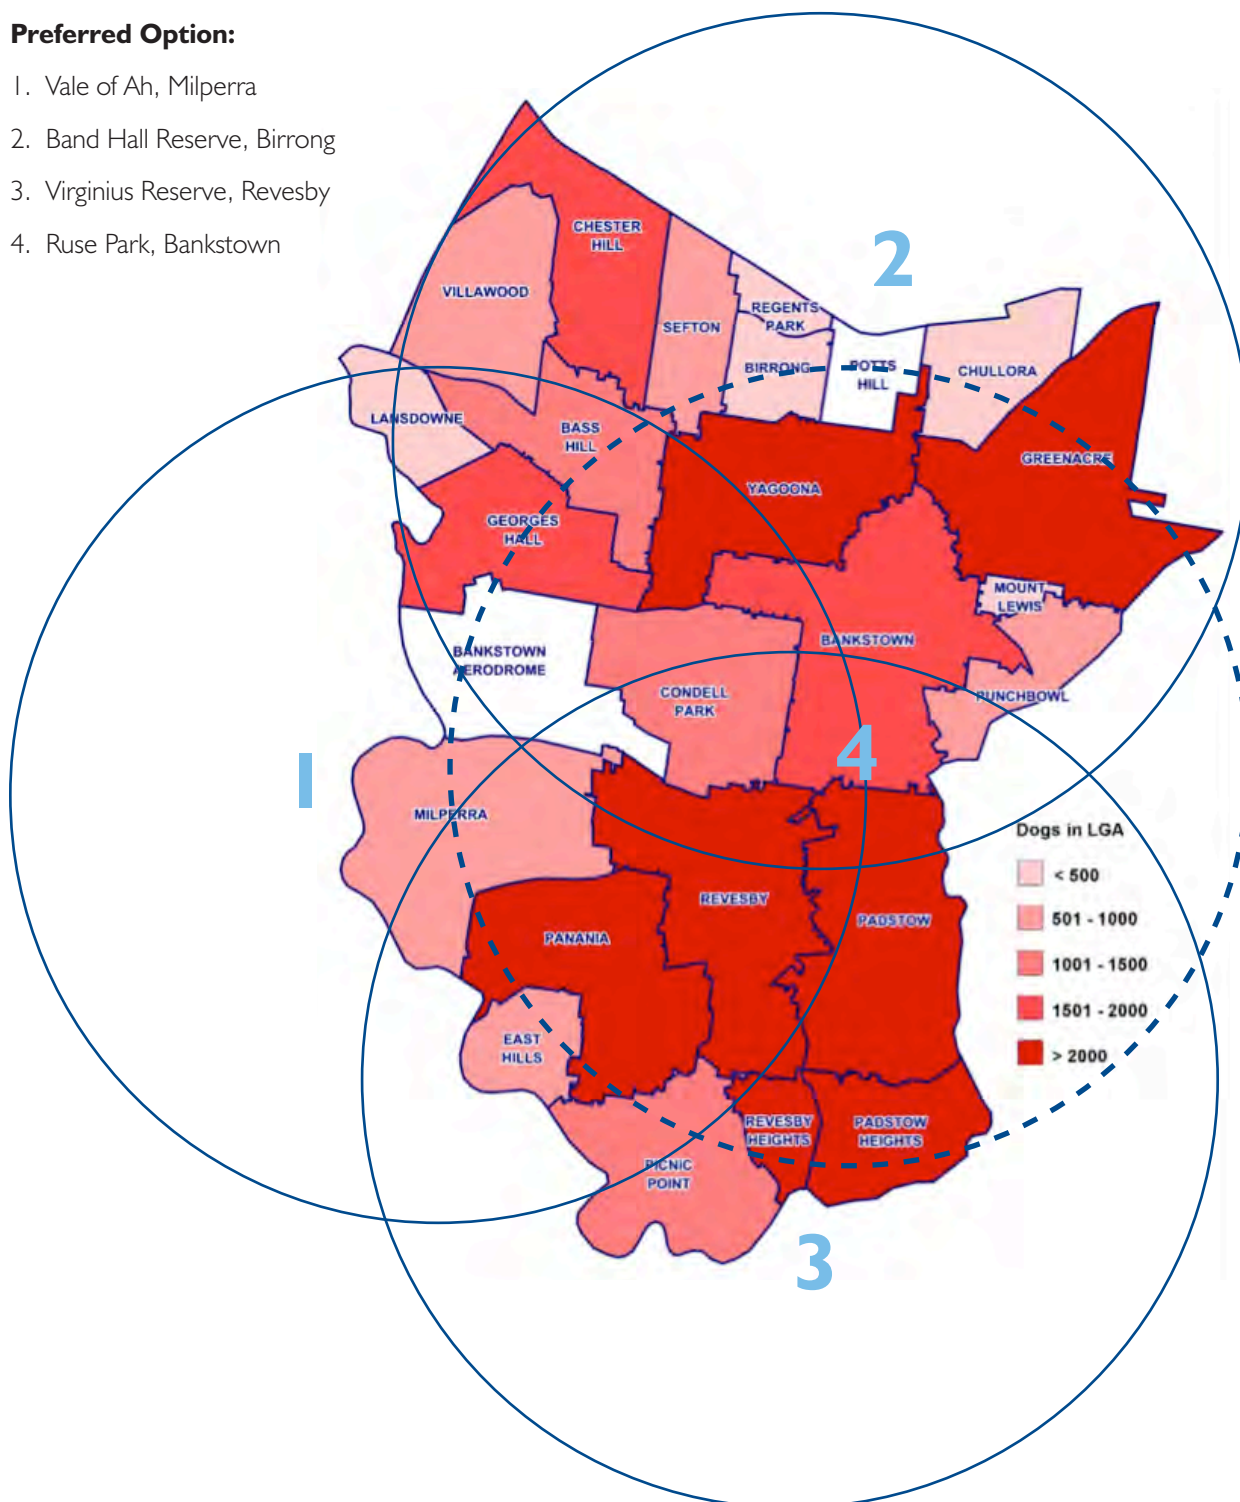 Preferred Option:
1. Vale of Ah, Milperra
2. Band Hall Reserve, Birrong
3. Virginius Reserve, Revesby
4. Ruse Park, Bankstown
2
CHESTER
HILL
VILLAWOOD
SEFTON
REGENTS
PARK
BIRRONG
POTTS
HILL
CHULLORA
LANSDOWNE
BASS
HILL
GREENACRE
YAGOONA
GEORGES
HALL
MOUNT
LEWIS
BANKSTOWN
BANKSTOWN
AERODROME
CONDELL
PARK
PUNCHBOWL
1
4
MILPERRA
REVESBY
PADSTOW
PANANIA
EAST
HILLS
REVESBY
HEIGHTS
PADSTOW
HEIGHTS
PICNIC
POINT
3
Dogs in LGA
< 500
501 - 1000
1001 - 1500
1501 - 2000
> 2000